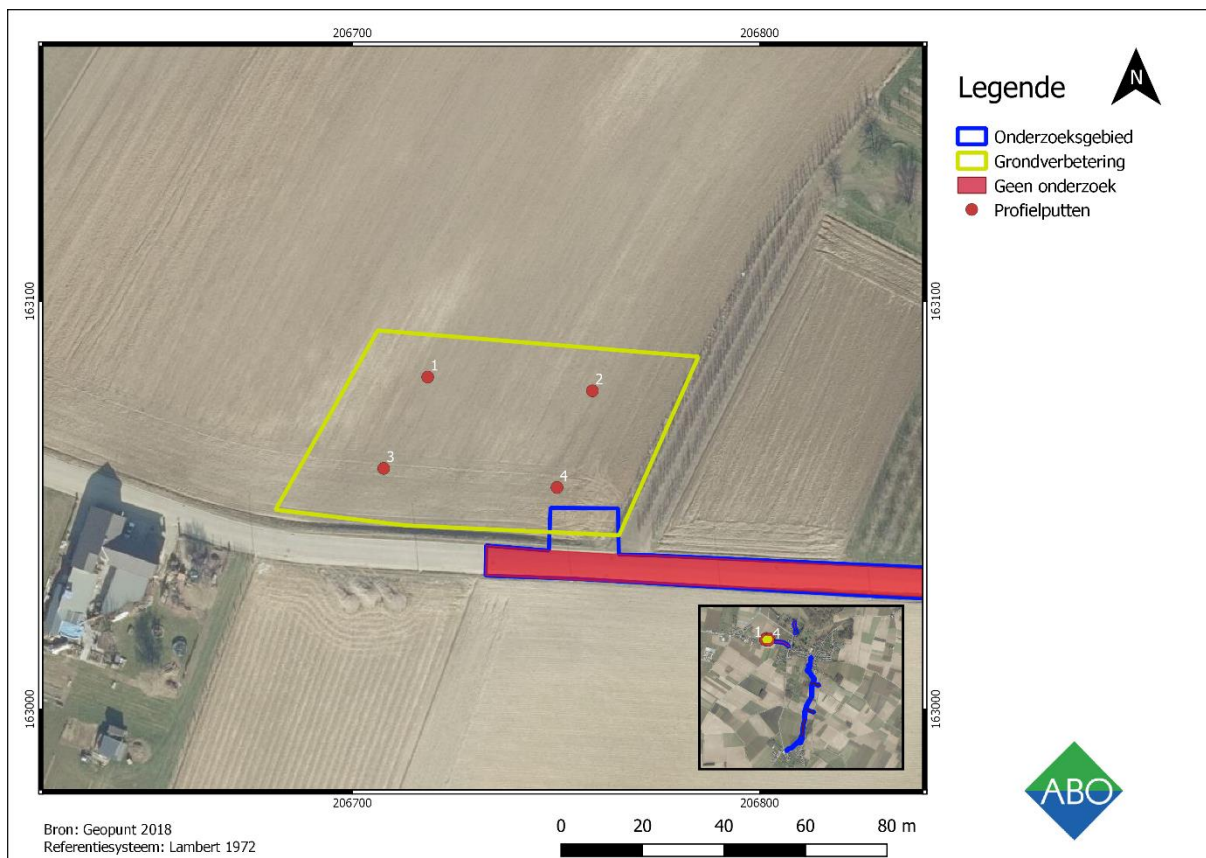 206700
206800
Legende
N
Onderzoeksgebied
Grondverbetering
Geen onderzoek
Profielputten
163100
163100
1
2
3
4
1 4
163000
163000
206700
206800
Bron: Geopunt 2018
Referentiesysteem: Lambert 1972
0 20 40 60 80 m
ABO